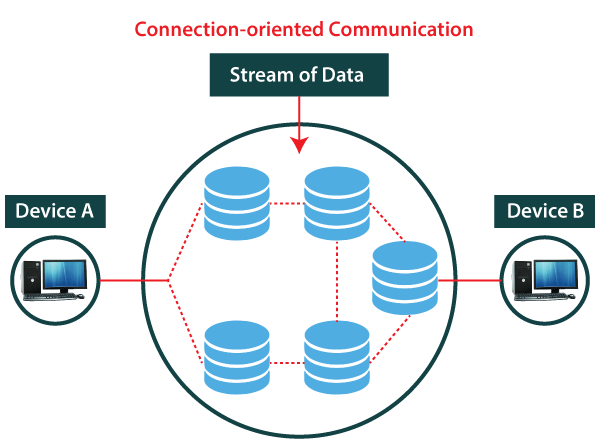 Connection-oriented Communication
Stream of Data
Device A
Device B